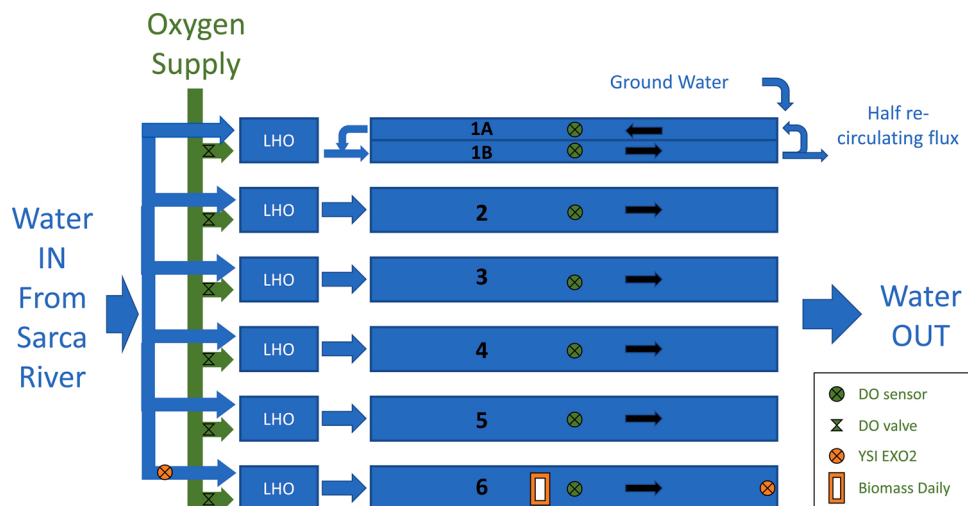 Oxygen
Supply
Ground Water
Half re-
circulating flux
LHO
1A
1B
LHO
2
Water
IN
From
Sarca
River
LHO
3
Water
OUT
LHO
4
LHO
5
LHO
6
DO sensor
DO valve
YSI EXO2
Biomass Daily